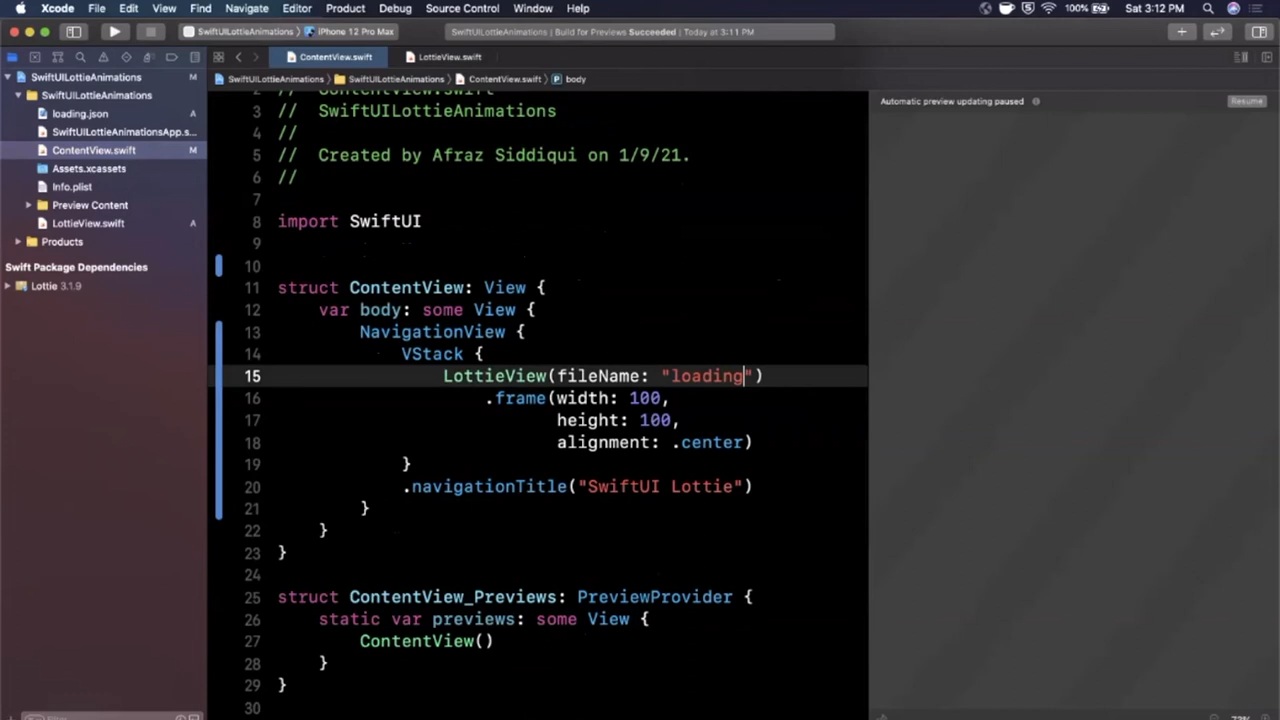 Xcode File Edit View Find Navigate Editor Product Debug Source Control Window Help 100% Sat 3:12 PM
SwiftUILottieAnimations iPhone 12 Pro Max SwiftUILottieAnimations | Build for Previews Succeeded | Today at 3:11 PM
ContentView.swift LottieView.swift
SwiftUILottieAnimations SwiftUILottieAnimations ContentView.swift body
SwiftUILottieAnimations M
SwiftUILottieAnimations
loading.json A
SwiftUILottieAnimationsApp.s...
ContentView.swift M
Assets.xcassets
Info.plist
Preview Content
LottieView.swift A
Products
Swift Package Dependencies
Lottie 3.1.9
2 // ContentView.swift
3 // SwiftUILottieAnimations
4 //
5 // Created by Afraz Siddiqui on 1/9/21.
6 //
7
8 import SwiftUI
9
10
11 struct ContentView: View {
12 var body: some View {
13 NavigationView {
14 VStack {
15 LottieView(fileName: "loading")
16 .frame(width: 100,
17 height: 100,
18 alignment: .center)
19 }
20 .navigationTitle("SwiftUI Lottie")
21 }
22 }
23 }
24
25 struct ContentView_Previews: PreviewProvider {
26 static var previews: some View {
27 ContentView()
28 }
29 }
30
Automatic preview updating paused Resume